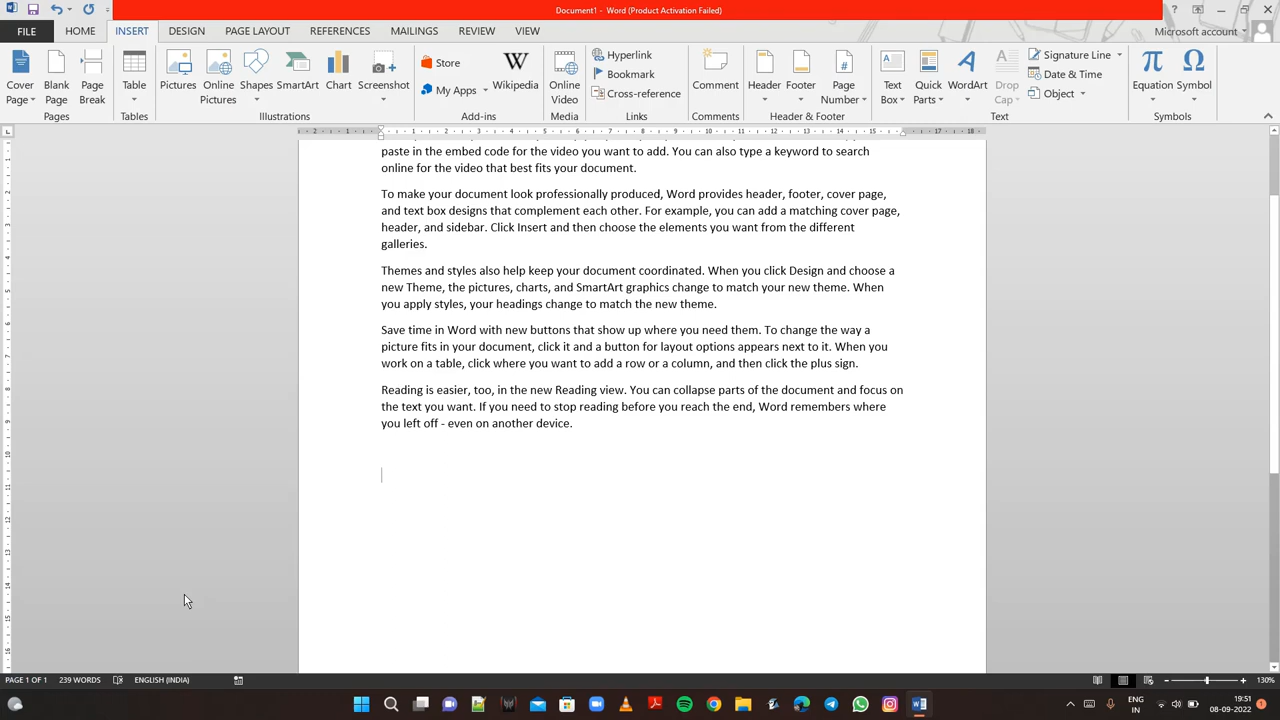 Document1 - Word (Product Activation Failed)
FILE HOME INSERT DESIGN PAGE LAYOUT REFERENCES MAILINGS REVIEW VIEW
Microsoft account
Cover Page
Blank Page
Page Break
Pages
Table
Tables
Pictures
Online Pictures
Shapes
SmartArt
Chart
Screenshot
Illustrations
Store
My Apps
Wikipedia
Add-ins
Online Video
Media
Hyperlink
Bookmark
Cross-reference
Links
Comment
Comments
Header
Footer
Page Number
Header & Footer
Text Box
Quick Parts
WordArt
Drop Cap
Signature Line
Date & Time
Object
Text
Equation
Symbol
Symbols
paste in the embed code for the video you want to add. You can also type a keyword to search
online for the video that best fits your document.
To make your document look professionally produced, Word provides header, footer, cover page,
and text box designs that complement each other. For example, you can add a matching cover page,
header, and sidebar. Click Insert and then choose the elements you want from the different
galleries.
Themes and styles also help keep your document coordinated. When you click Design and choose a
new Theme, the pictures, charts, and SmartArt graphics change to match your new theme. When
you apply styles, your headings change to match the new theme.
Save time in Word with new buttons that show up where you need them. To change the way a
picture fits in your document, click it and a button for layout options appears next to it. When you
work on a table, click where you want to add a row or a column, and then click the plus sign.
Reading is easier, too, in the new Reading view. You can collapse parts of the document and focus on
the text you want. If you need to stop reading before you reach the end, Word remembers where
you left off - even on another device.
PAGE 1 OF 1 239 WORDS ENGLISH (INDIA) 130%
ENG IN
19:51
08-09-2022